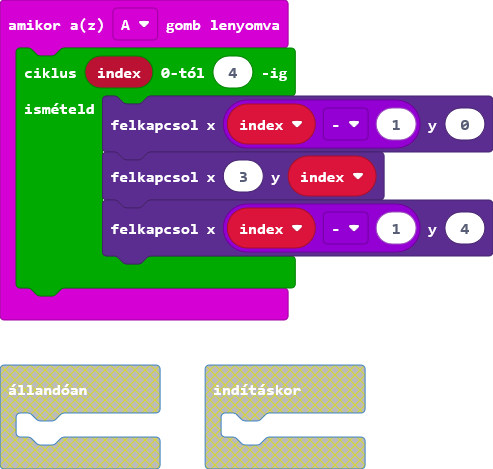 amikor a(z) A gomb lenyomva
ciklus index 0-tól 4 -ig
ismételd
felkapcsol x index - 1 y 0
felkapcsol x 3 y index
felkapcsol x index - 1 y 4
állandóan indításkor